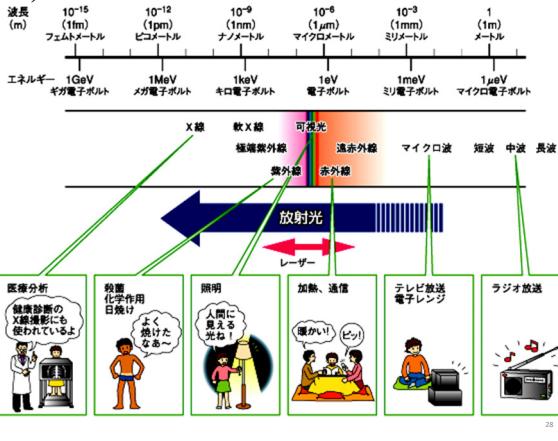 波長 10⁻¹⁵ 10⁻¹² 10⁻⁹ 10⁻⁶ 10⁻³ 1
(m) (1fm) (1pm) (1nm) (1μm) (1mm) (1m)
フェムトメートル ピコメートル ナノメートル マイクロメートル ミリメートル メートル
エネルギー 1GeV 1MeV 1keV 1eV 1meV 1μeV
ギガ電子ボルト メガ電子ボルト キロ電子ボルト 電子ボルト ミリ電子ボルト マイクロ電子ボルト
X線 軟X線 可視光
極端紫外線 遠赤外線 マイクロ波 短波 中波 長波
紫外線 赤外線
放射光
レーザー
医療分析
健康診断の
X線撮影にも
使われているよ
殺菌
化学作用
日焼け
よく
焼けた
なあ〜
照明
人間に
見える
光ね!
加熱、通信
暖かい!
ピッ!
テレビ放送
電子レンジ
ラジオ放送
28